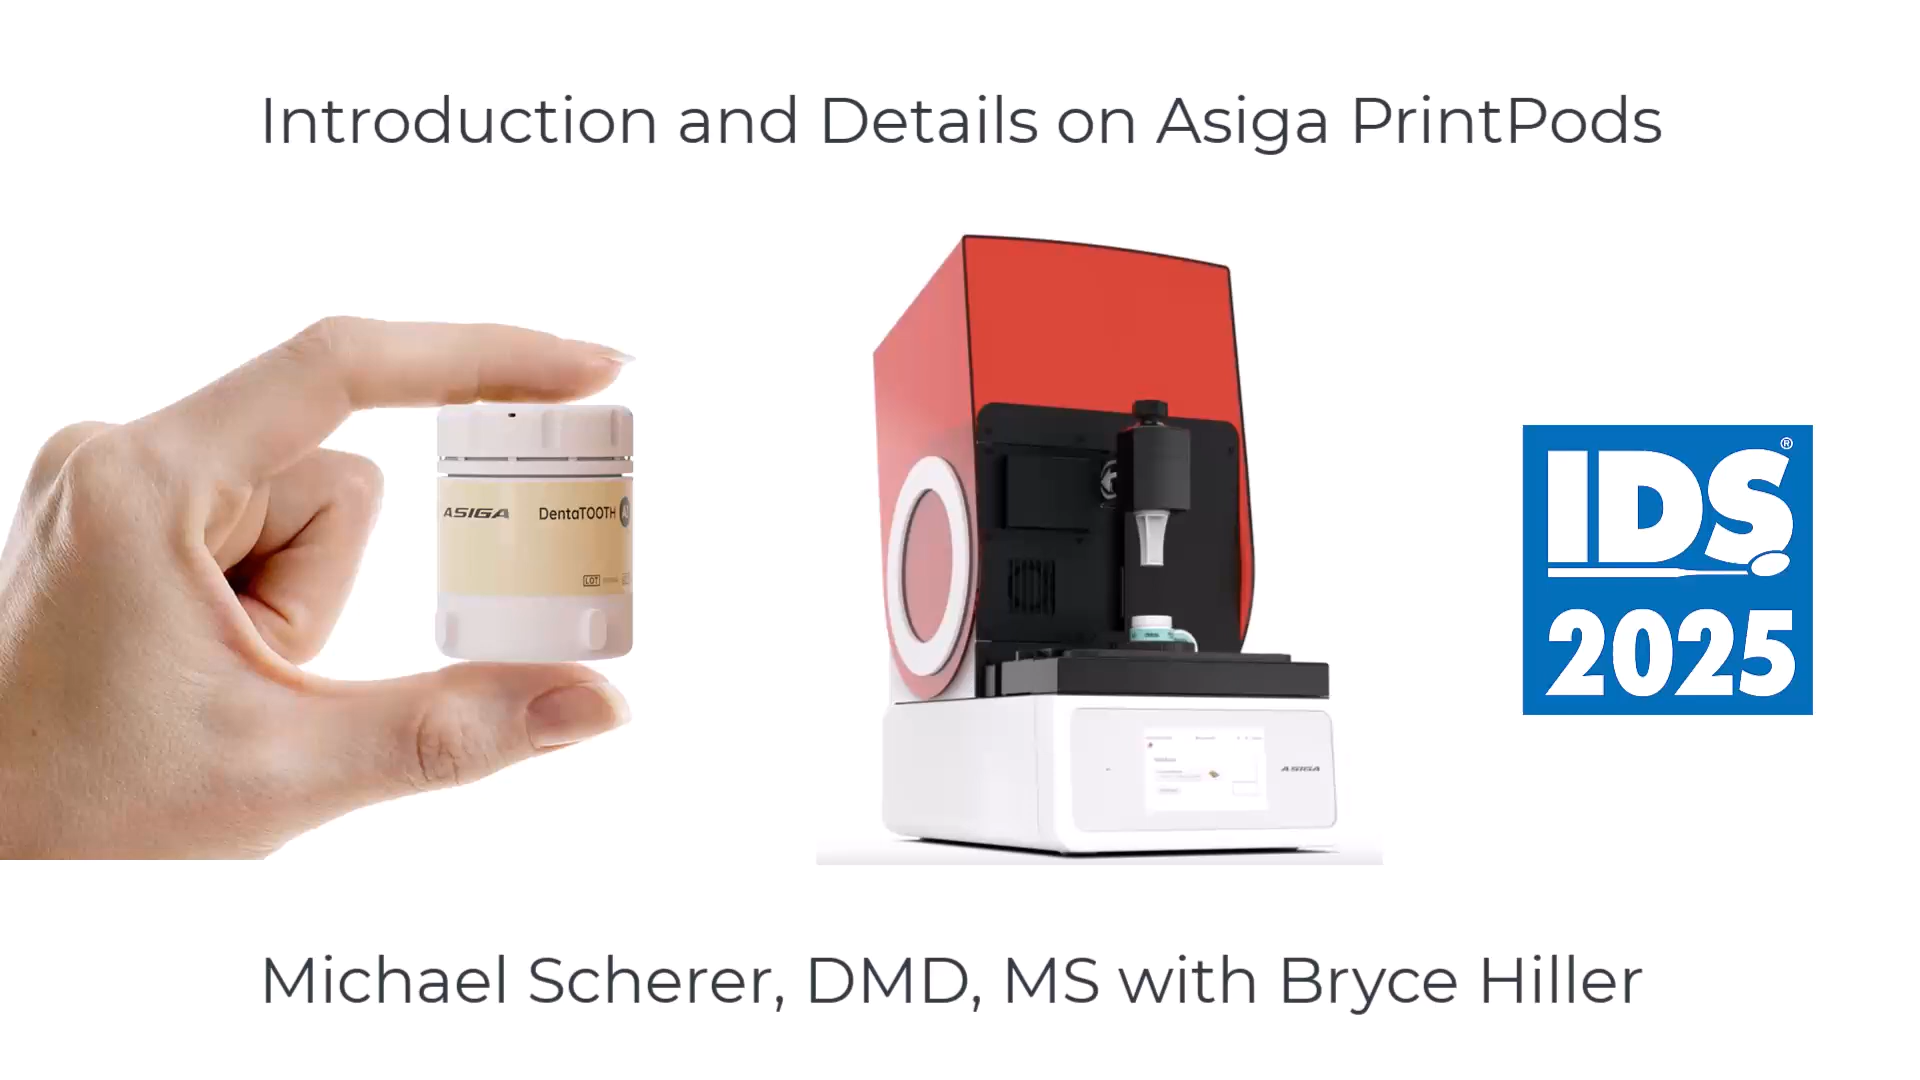 Introduction and Details on Asiga PrintPods
ASIGA DentaTOOTH
LOT
ASIGA
IDS®
2025
Michael Scherer, DMD, MS with Bryce Hiller